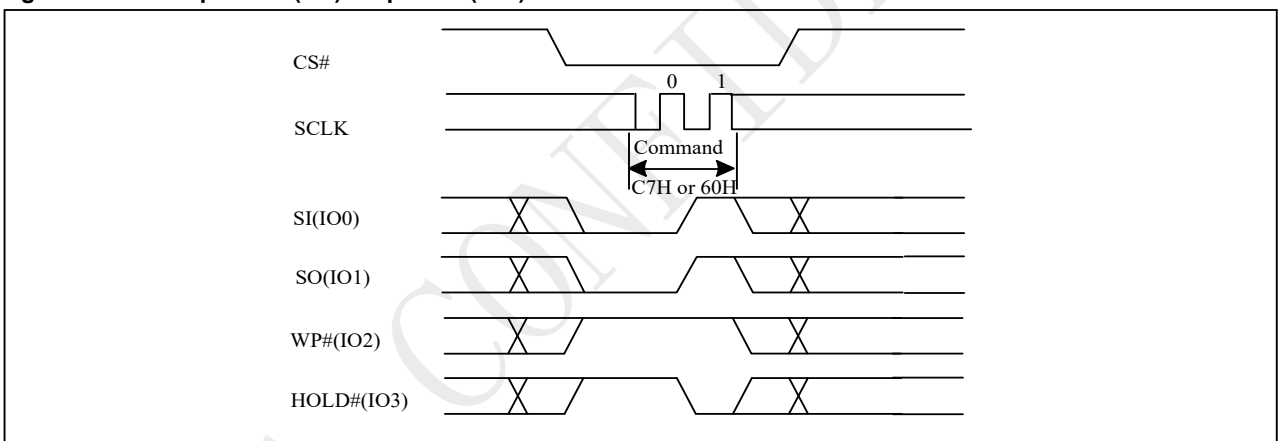 CS#
0 1
SCLK
Command
C7H or 60H
SI(IO0)
SO(IO1)
WP#(IO2)
HOLD#(IO3)